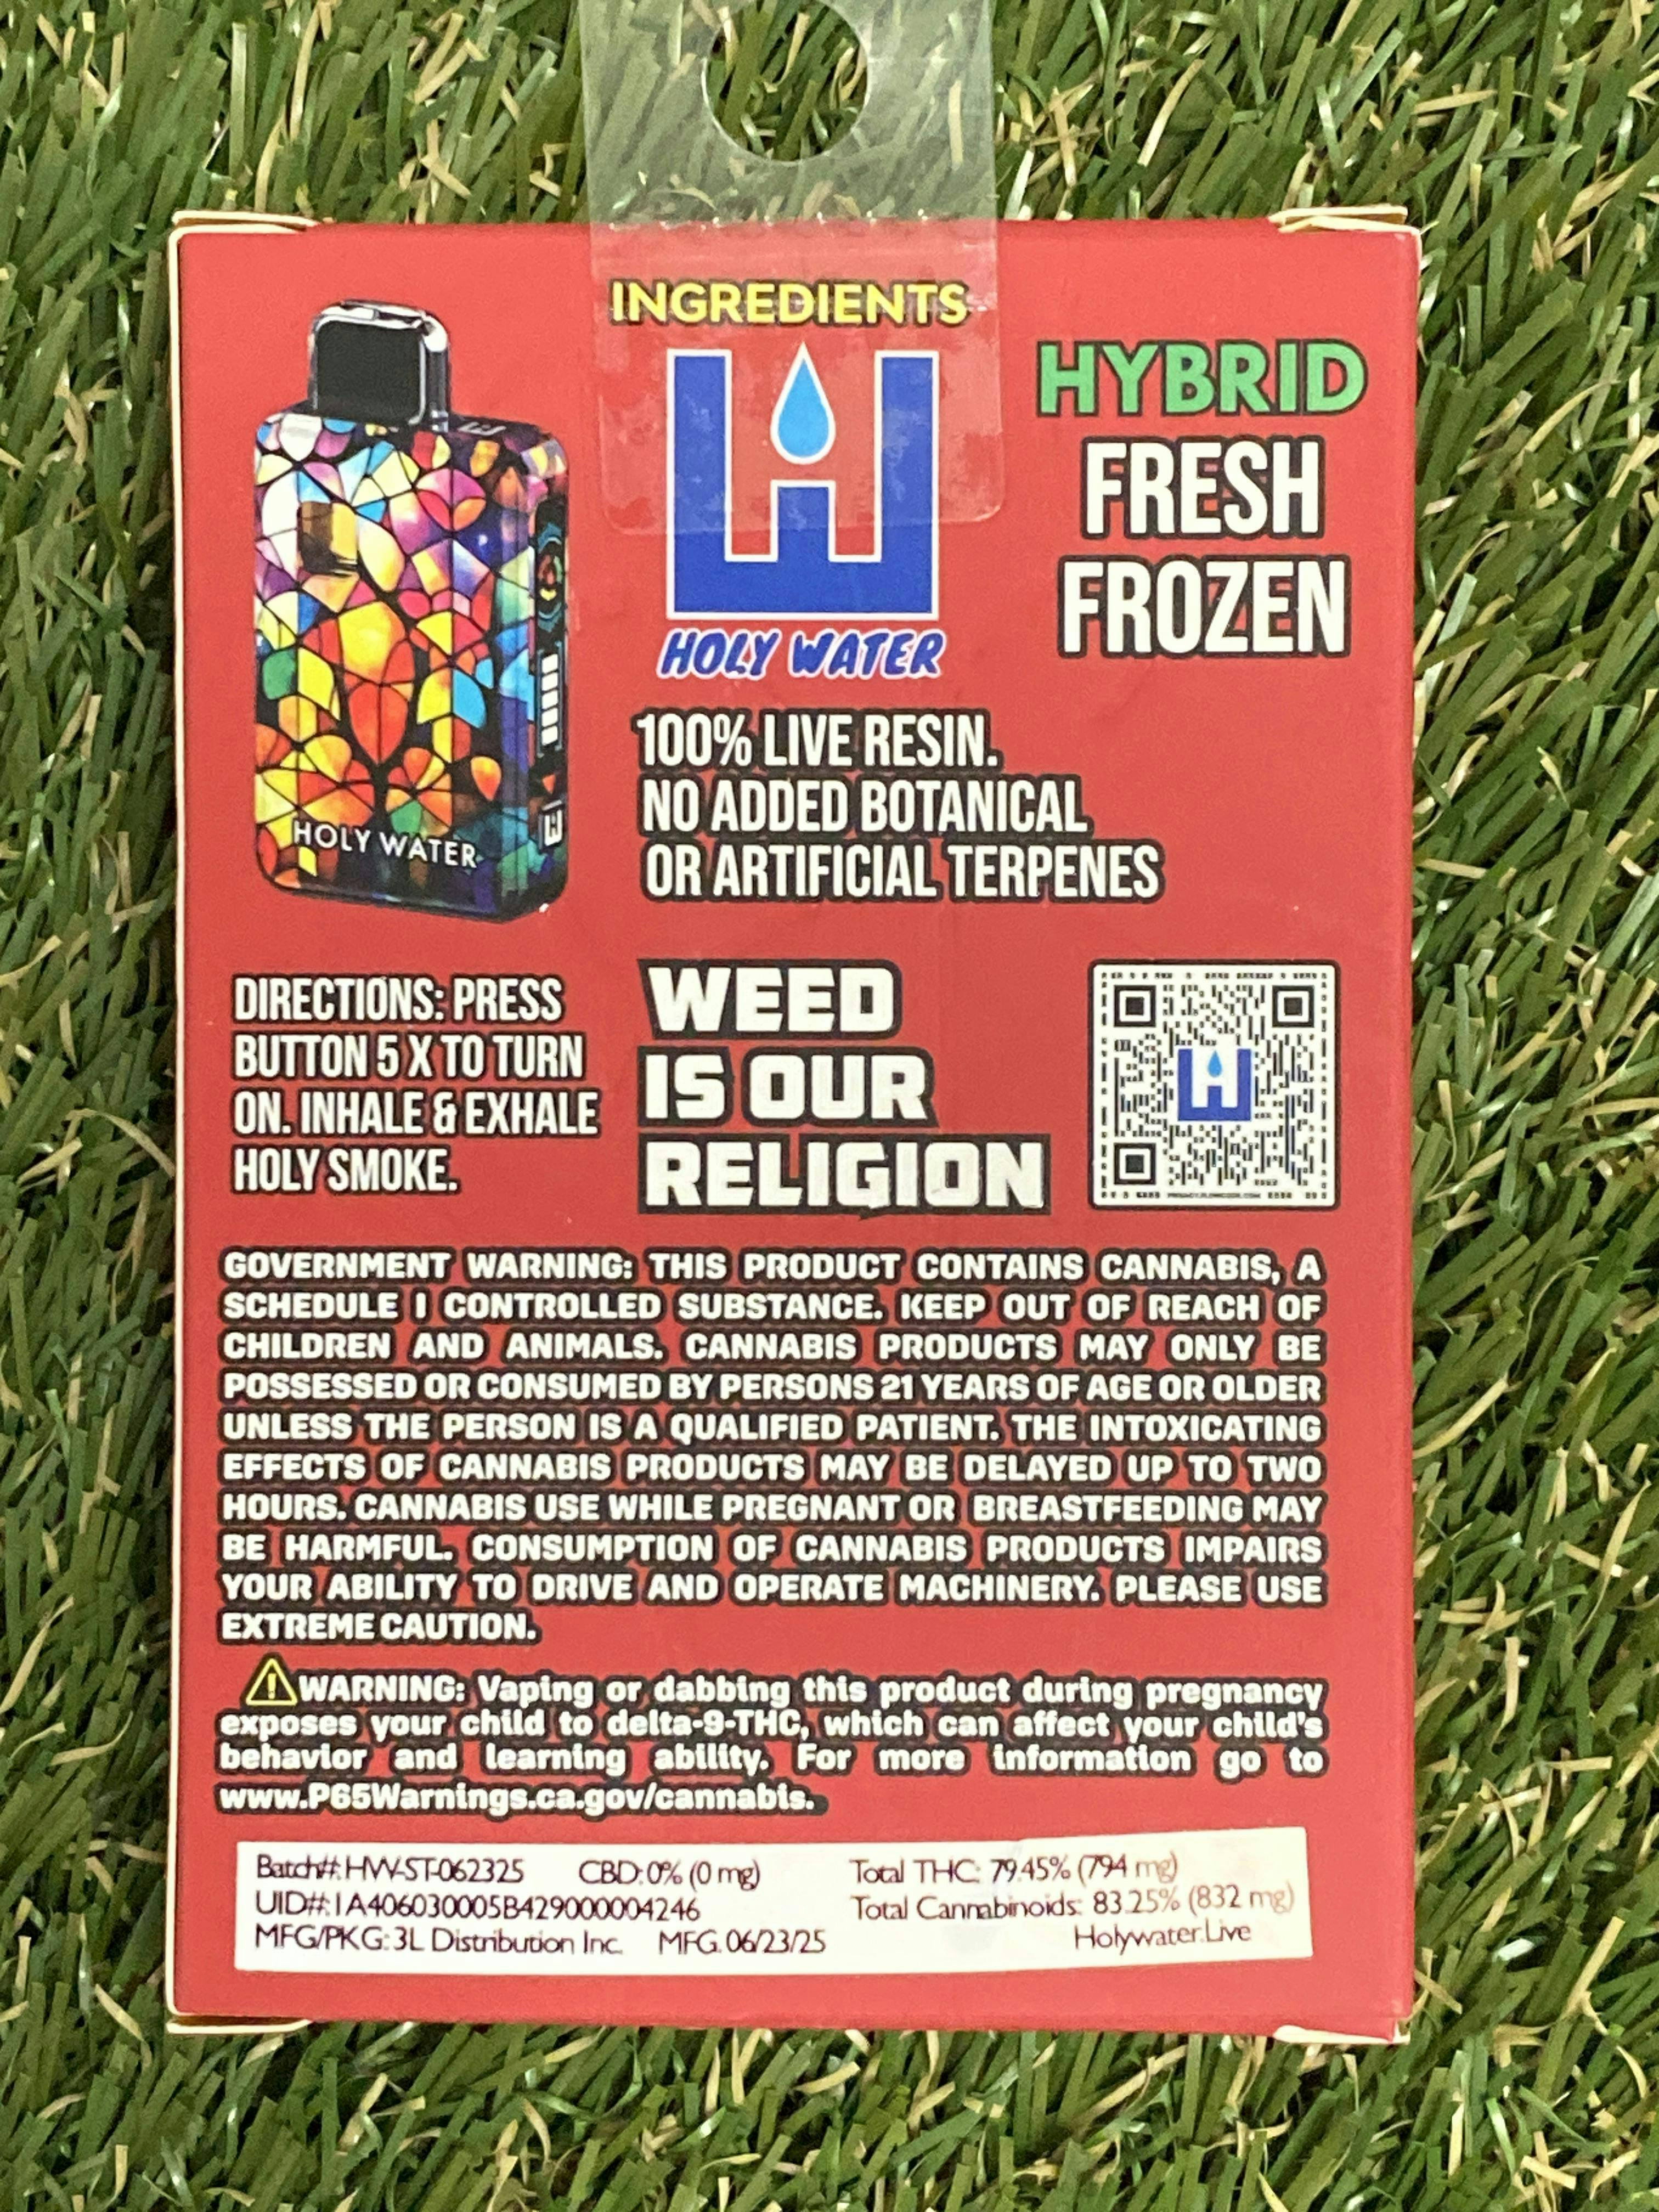 INGREDIENTS
HYBRID
FRESH
FROZEN
HOLY WATER
HOLY WATER
100% LIVE RESIN.
NO ADDED BOTANICAL
OR ARTIFICIAL TERPENES
DIRECTIONS: PRESS
BUTTON 5 X TO TURN
ON. INHALE & EXHALE
HOLY SMOKE.
WEED
IS OUR
RELIGION
GOVERNMENT WARNING: THIS PRODUCT CONTAINS CANNABIS, A
SCHEDULE I CONTROLLED SUBSTANCE. KEEP OUT OF REACH OF
CHILDREN AND ANIMALS. CANNABIS PRODUCTS MAY ONLY BE
POSSESSED OR CONSUMED BY PERSONS 21 YEARS OF AGE OR OLDER
UNLESS THE PERSON IS A QUALIFIED PATIENT. THE INTOXICATING
EFFECTS OF CANNABIS PRODUCTS MAY BE DELAYED UP TO TWO
HOURS. CANNABIS USE WHILE PREGNANT OR BREASTFEEDING MAY
BE HARMFUL. CONSUMPTION OF CANNABIS PRODUCTS IMPAIRS
YOUR ABILITY TO DRIVE AND OPERATE MACHINERY. PLEASE USE
EXTREME CAUTION.
WARNING: Vaping or dabbing this product during pregnancy
exposes your child to delta-9-THC, which can affect your child's
behavior and learning ability. For more information go to
www.P65Warnings.ca.gov/cannabis.
Batch#: HW-ST-062325 CBD: 0% (0 mg) Total THC: 79.45% (794 mg)
UID#: 1A406030005B429000004246 Total Cannabinoids: 83.25% (832 mg)
MFG/PKG: 3L Distribution Inc. MFG. 06/23/25 Holywater.Live